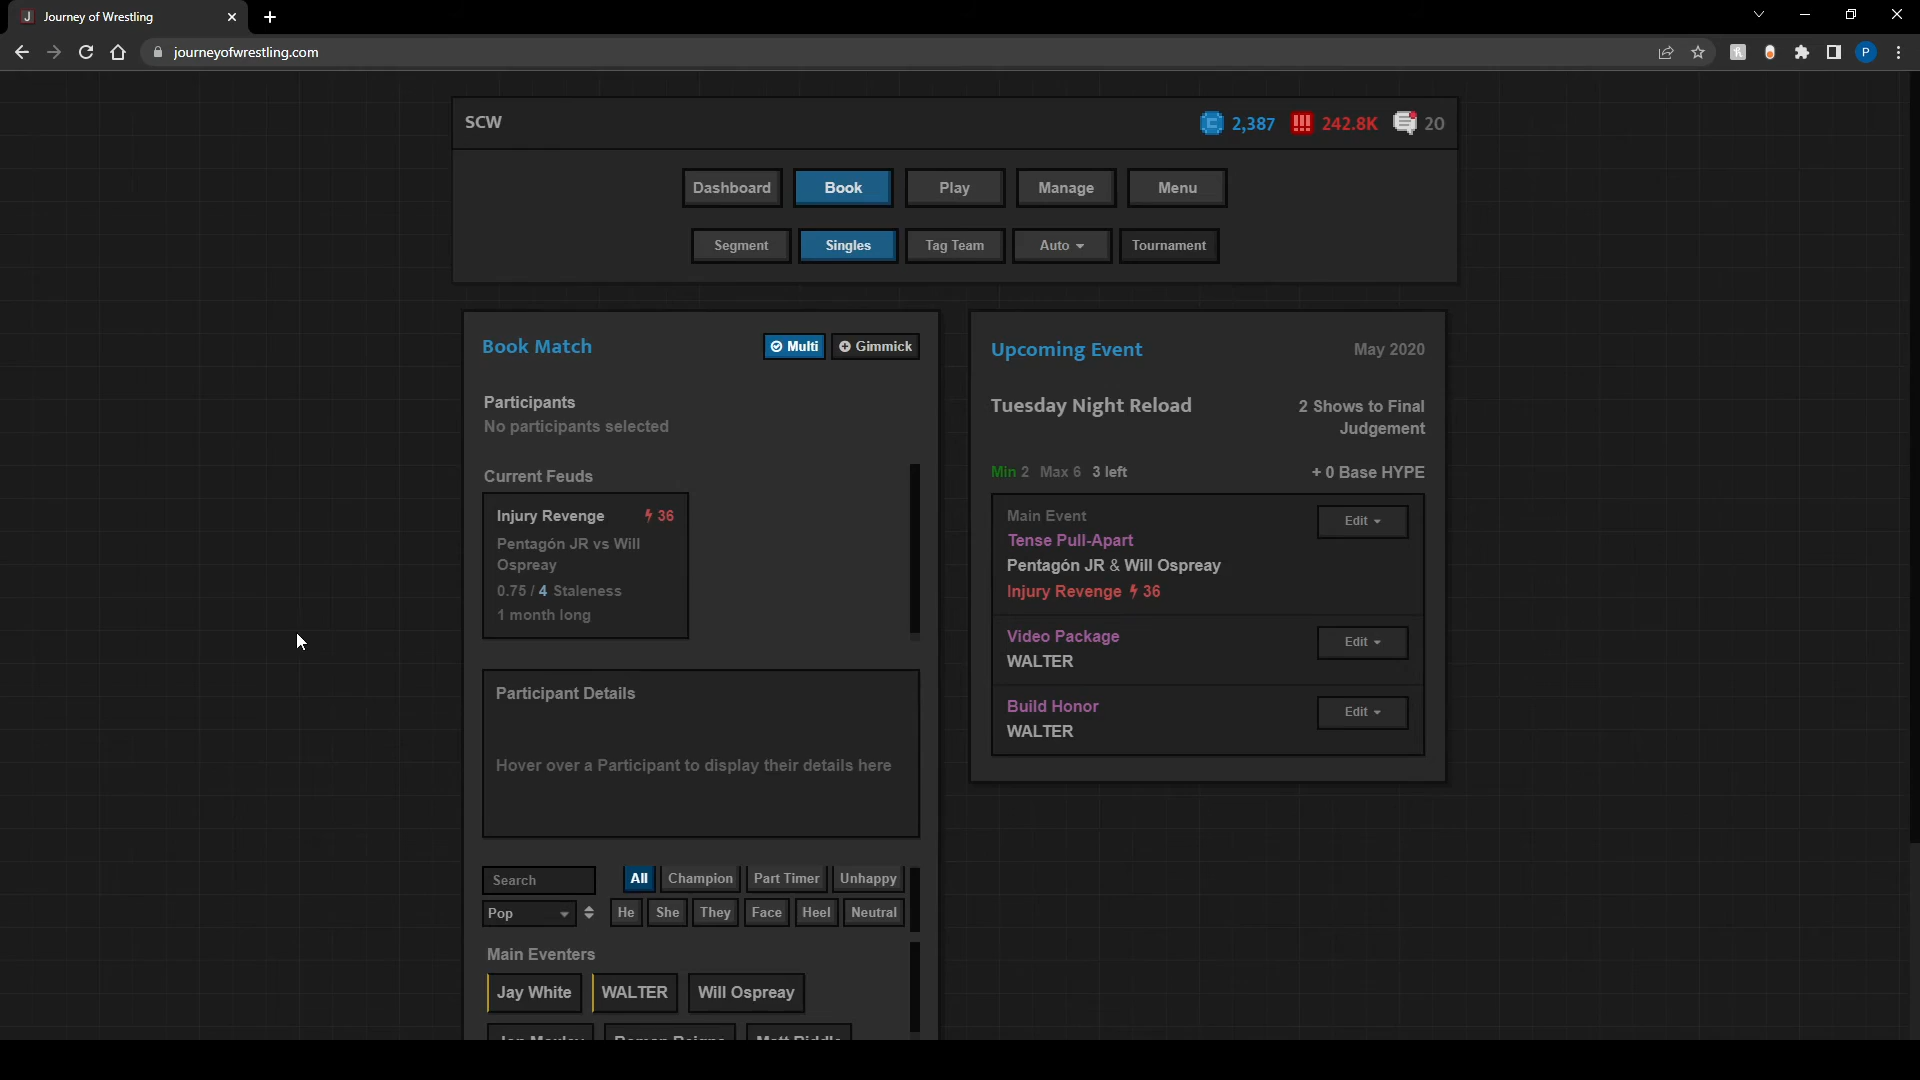 Journey of Wrestling
journeyofwrestling.com
P
SCW
2,387
242.8K
20
Dashboard
Book
Play
Manage
Menu
Segment
Singles
Tag Team
Auto
Tournament
Book Match
Multi
Gimmick
Participants
No participants selected
Current Feuds
Injury Revenge 36
Pentagón JR vs Will
Ospreay
0.75 / 4 Staleness
1 month long
Participant Details
Hover over a Participant to display their details here
Search
All
Champion
Part Timer
Unhappy
Pop
He
She
They
Face
Heel
Neutral
Main Eventers
Jay White
WALTER
Will Ospreay
Jon Moxley
Roman Reigns
Matt Riddle
Upcoming Event
May 2020
Tuesday Night Reload
2 Shows to Final
Judgement
Min 2 Max 6 3 left
+ 0 Base HYPE
Main Event
Edit
Tense Pull-Apart
Pentagón JR & Will Ospreay
Injury Revenge 36
Video Package
Edit
WALTER
Build Honor
Edit
WALTER